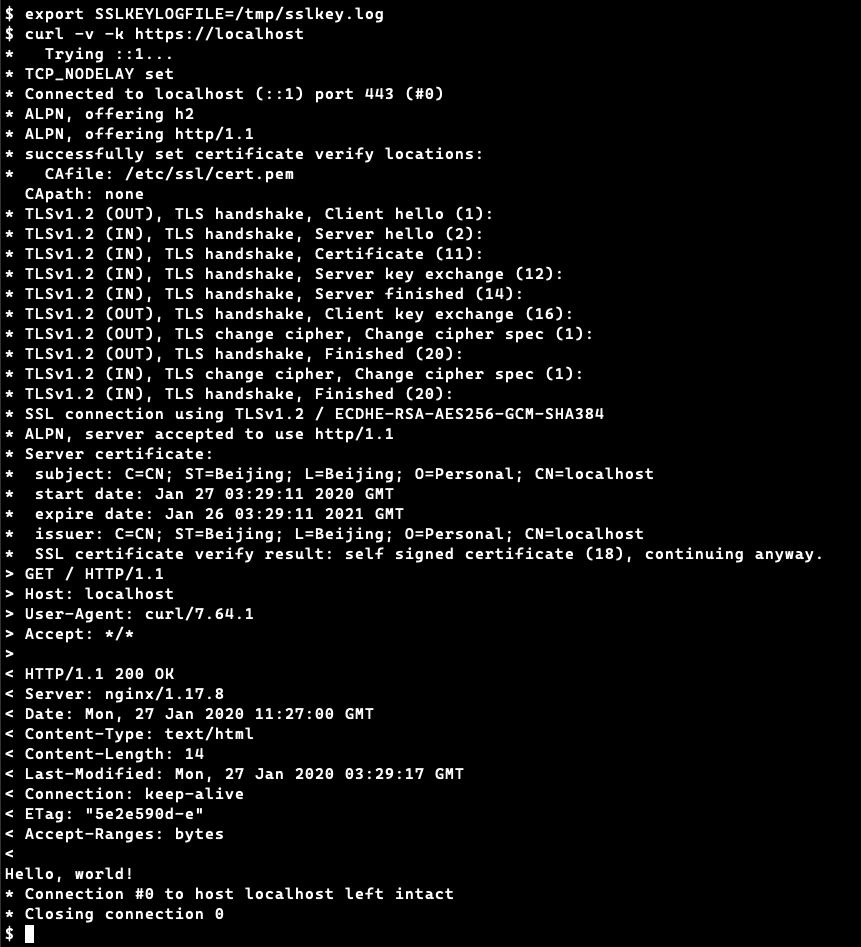 $ export SSLKEYLOGFILE=/tmp/sslkey.log
$ curl -v -k https://localhost
*   Trying ::1...
* TCP_NODELAY set
* Connected to localhost (::1) port 443 (#0)
* ALPN, offering h2
* ALPN, offering http/1.1
* successfully set certificate verify locations:
*   CAfile: /etc/ssl/cert.pem
  CApath: none
* TLSv1.2 (OUT), TLS handshake, Client hello (1):
* TLSv1.2 (IN), TLS handshake, Server hello (2):
* TLSv1.2 (IN), TLS handshake, Certificate (11):
* TLSv1.2 (IN), TLS handshake, Server key exchange (12):
* TLSv1.2 (IN), TLS handshake, Server finished (14):
* TLSv1.2 (OUT), TLS handshake, Client key exchange (16):
* TLSv1.2 (OUT), TLS change cipher, Change cipher spec (1):
* TLSv1.2 (OUT), TLS handshake, Finished (20):
* TLSv1.2 (IN), TLS change cipher, Change cipher spec (1):
* TLSv1.2 (IN), TLS handshake, Finished (20):
* SSL connection using TLSv1.2 / ECDHE-RSA-AES256-GCM-SHA384
* ALPN, server accepted to use http/1.1
* Server certificate:
*  subject: C=CN; ST=Beijing; L=Beijing; O=Personal; CN=localhost
*  start date: Jan 27 03:29:11 2020 GMT
*  expire date: Jan 26 03:29:11 2021 GMT
*  issuer: C=CN; ST=Beijing; L=Beijing; O=Personal; CN=localhost
*  SSL certificate verify result: self signed certificate (18), continuing anyway.
> GET / HTTP/1.1
> Host: localhost
> User-Agent: curl/7.64.1
> Accept: */*
>
< HTTP/1.1 200 OK
< Server: nginx/1.17.8
< Date: Mon, 27 Jan 2020 11:27:00 GMT
< Content-Type: text/html
< Content-Length: 14
< Last-Modified: Mon, 27 Jan 2020 03:29:17 GMT
< Connection: keep-alive
< ETag: "5e2e590d-e"
< Accept-Ranges: bytes
<
Hello, world!
* Connection #0 to host localhost left intact
* Closing connection 0
$